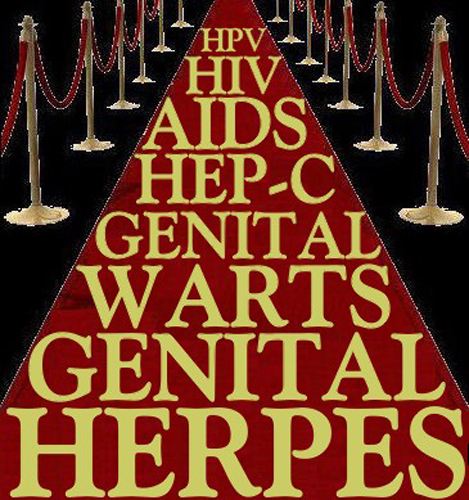 HPV
HIV
AIDS
HEP-C
GENITAL
WARTS
GENITAL
HERPES